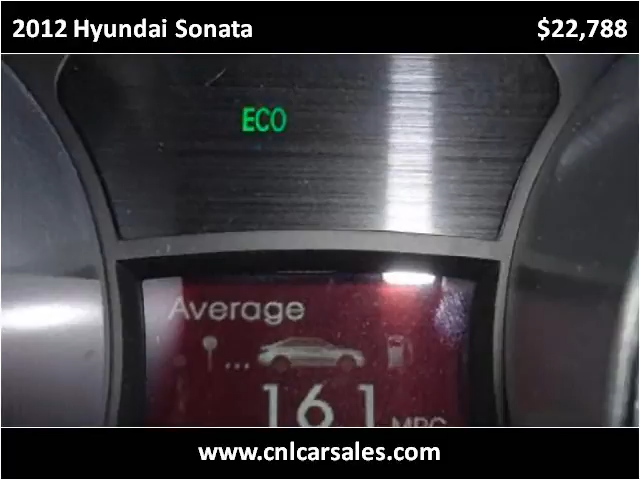 2012 Hyundai Sonata $22,788
ECO
Average
16.1 MPG
www.cnlcarsales.com